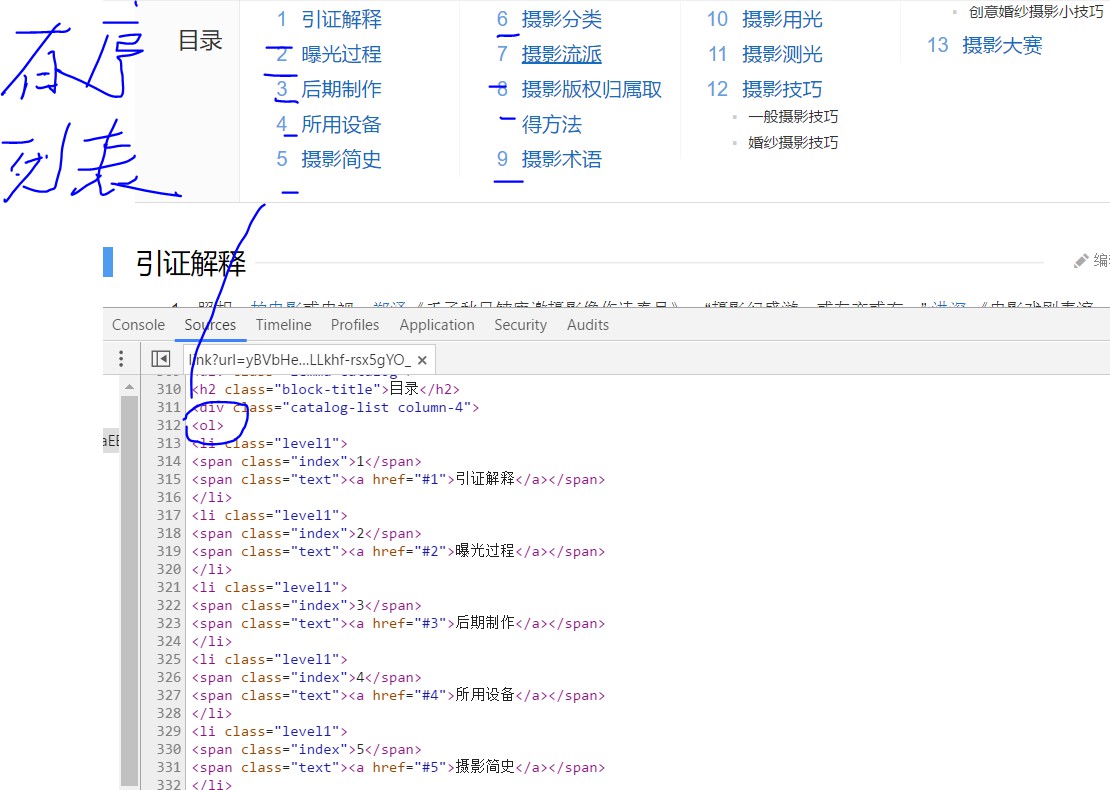 有序
列表
目录
1 引证解释
2 曝光过程
3 后期制作
4 所用设备
5 摄影简史
6 摄影分类
7 摄影流派
8 摄影版权归属取
得方法
9 摄影术语
10 摄影用光
11 摄影测光
12 摄影技巧
一般摄影技巧
婚纱摄影技巧
创意婚纱摄影小技巧
13 摄影大赛
引证解释
Console Sources Timeline Profiles Application Security Audits
link?url=yBVbHe...LLkhf-rsx5gYO_ ×
310 <h2 class="block-title">目录</h2>
311 <div class="catalog-list column-4">
312 <ol>
313 <li class="level1">
314 <span class="index">1</span>
315 <span class="text"><a href="#1">引证解释</a></span>
316 </li>
317 <li class="level1">
318 <span class="index">2</span>
319 <span class="text"><a href="#2">曝光过程</a></span>
320 </li>
321 <li class="level1">
322 <span class="index">3</span>
323 <span class="text"><a href="#3">后期制作</a></span>
324 </li>
325 <li class="level1">
326 <span class="index">4</span>
327 <span class="text"><a href="#4">所用设备</a></span>
328 </li>
329 <li class="level1">
330 <span class="index">5</span>
331 <span class="text"><a href="#5">摄影简史</a></span>
332 </li>